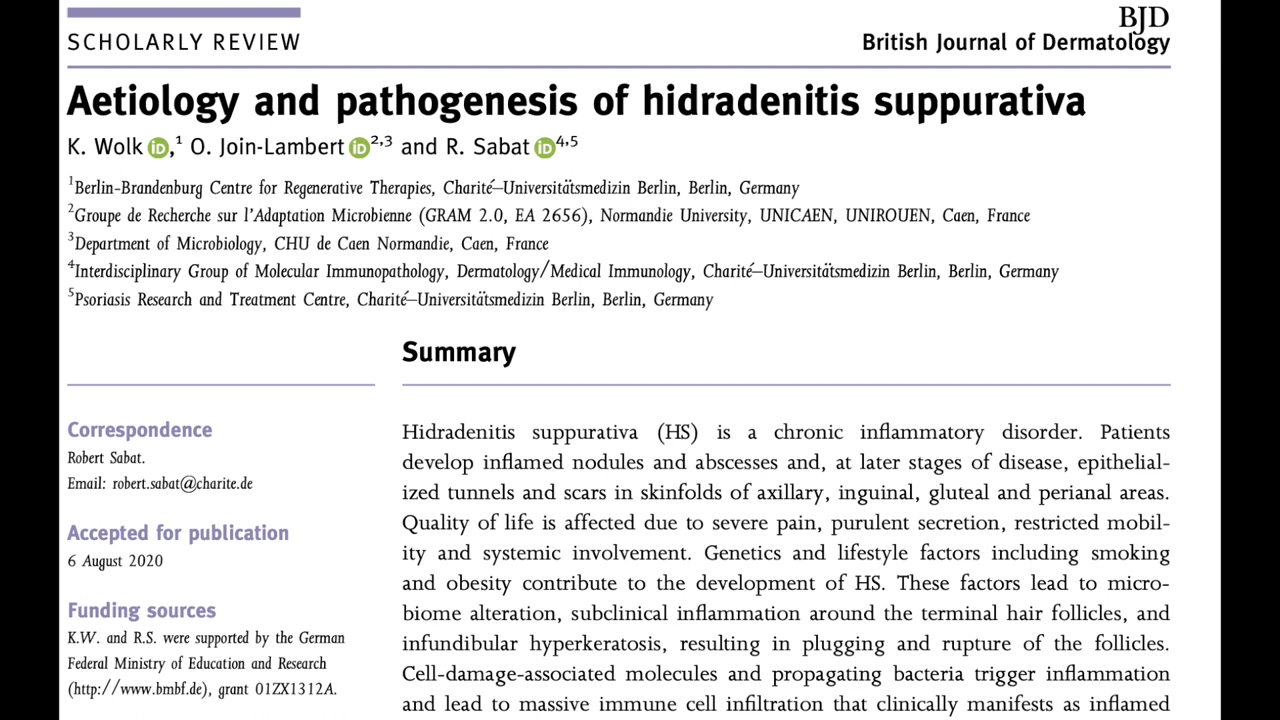 SCHOLARLY REVIEW
BJD
British Journal of Dermatology
Aetiology and pathogenesis of hidradenitis suppurativa
K. Wolk iD,1 O. Join-Lambert iD2,3 and R. Sabat iD4,5
1Berlin-Brandenburg Centre for Regenerative Therapies, Charité–Universitätsmedizin Berlin, Berlin, Germany
2Groupe de Recherche sur l'Adaptation Microbienne (GRAM 2.0, EA 2656), Normandie University, UNICAEN, UNIROUEN, Caen, France
3Department of Microbiology, CHU de Caen Normandie, Caen, France
4Interdisciplinary Group of Molecular Immunopathology, Dermatology/Medical Immunology, Charité–Universitätsmedizin Berlin, Berlin, Germany
5Psoriasis Research and Treatment Centre, Charité–Universitätsmedizin Berlin, Berlin, Germany
Correspondence
Robert Sabat.
Email: robert.sabat@charite.de
Accepted for publication
6 August 2020
Funding sources
K.W. and R.S. were supported by the German
Federal Ministry of Education and Research
(http://www.bmbf.de), grant 01ZX1312A.
Summary
Hidradenitis suppurativa (HS) is a chronic inflammatory disorder. Patients
develop inflamed nodules and abscesses and, at later stages of disease, epithelial-
ized tunnels and scars in skinfolds of axillary, inguinal, gluteal and perianal areas.
Quality of life is affected due to severe pain, purulent secretion, restricted mobil-
ity and systemic involvement. Genetics and lifestyle factors including smoking
and obesity contribute to the development of HS. These factors lead to micro-
biome alteration, subclinical inflammation around the terminal hair follicles, and
infundibular hyperkeratosis, resulting in plugging and rupture of the follicles.
Cell-damage-associated molecules and propagating bacteria trigger inflammation
and lead to massive immune cell infiltration that clinically manifests as inflamed